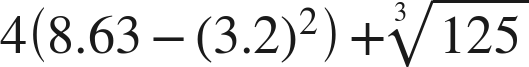 4(8.63 − (3.2)²) + ∛125